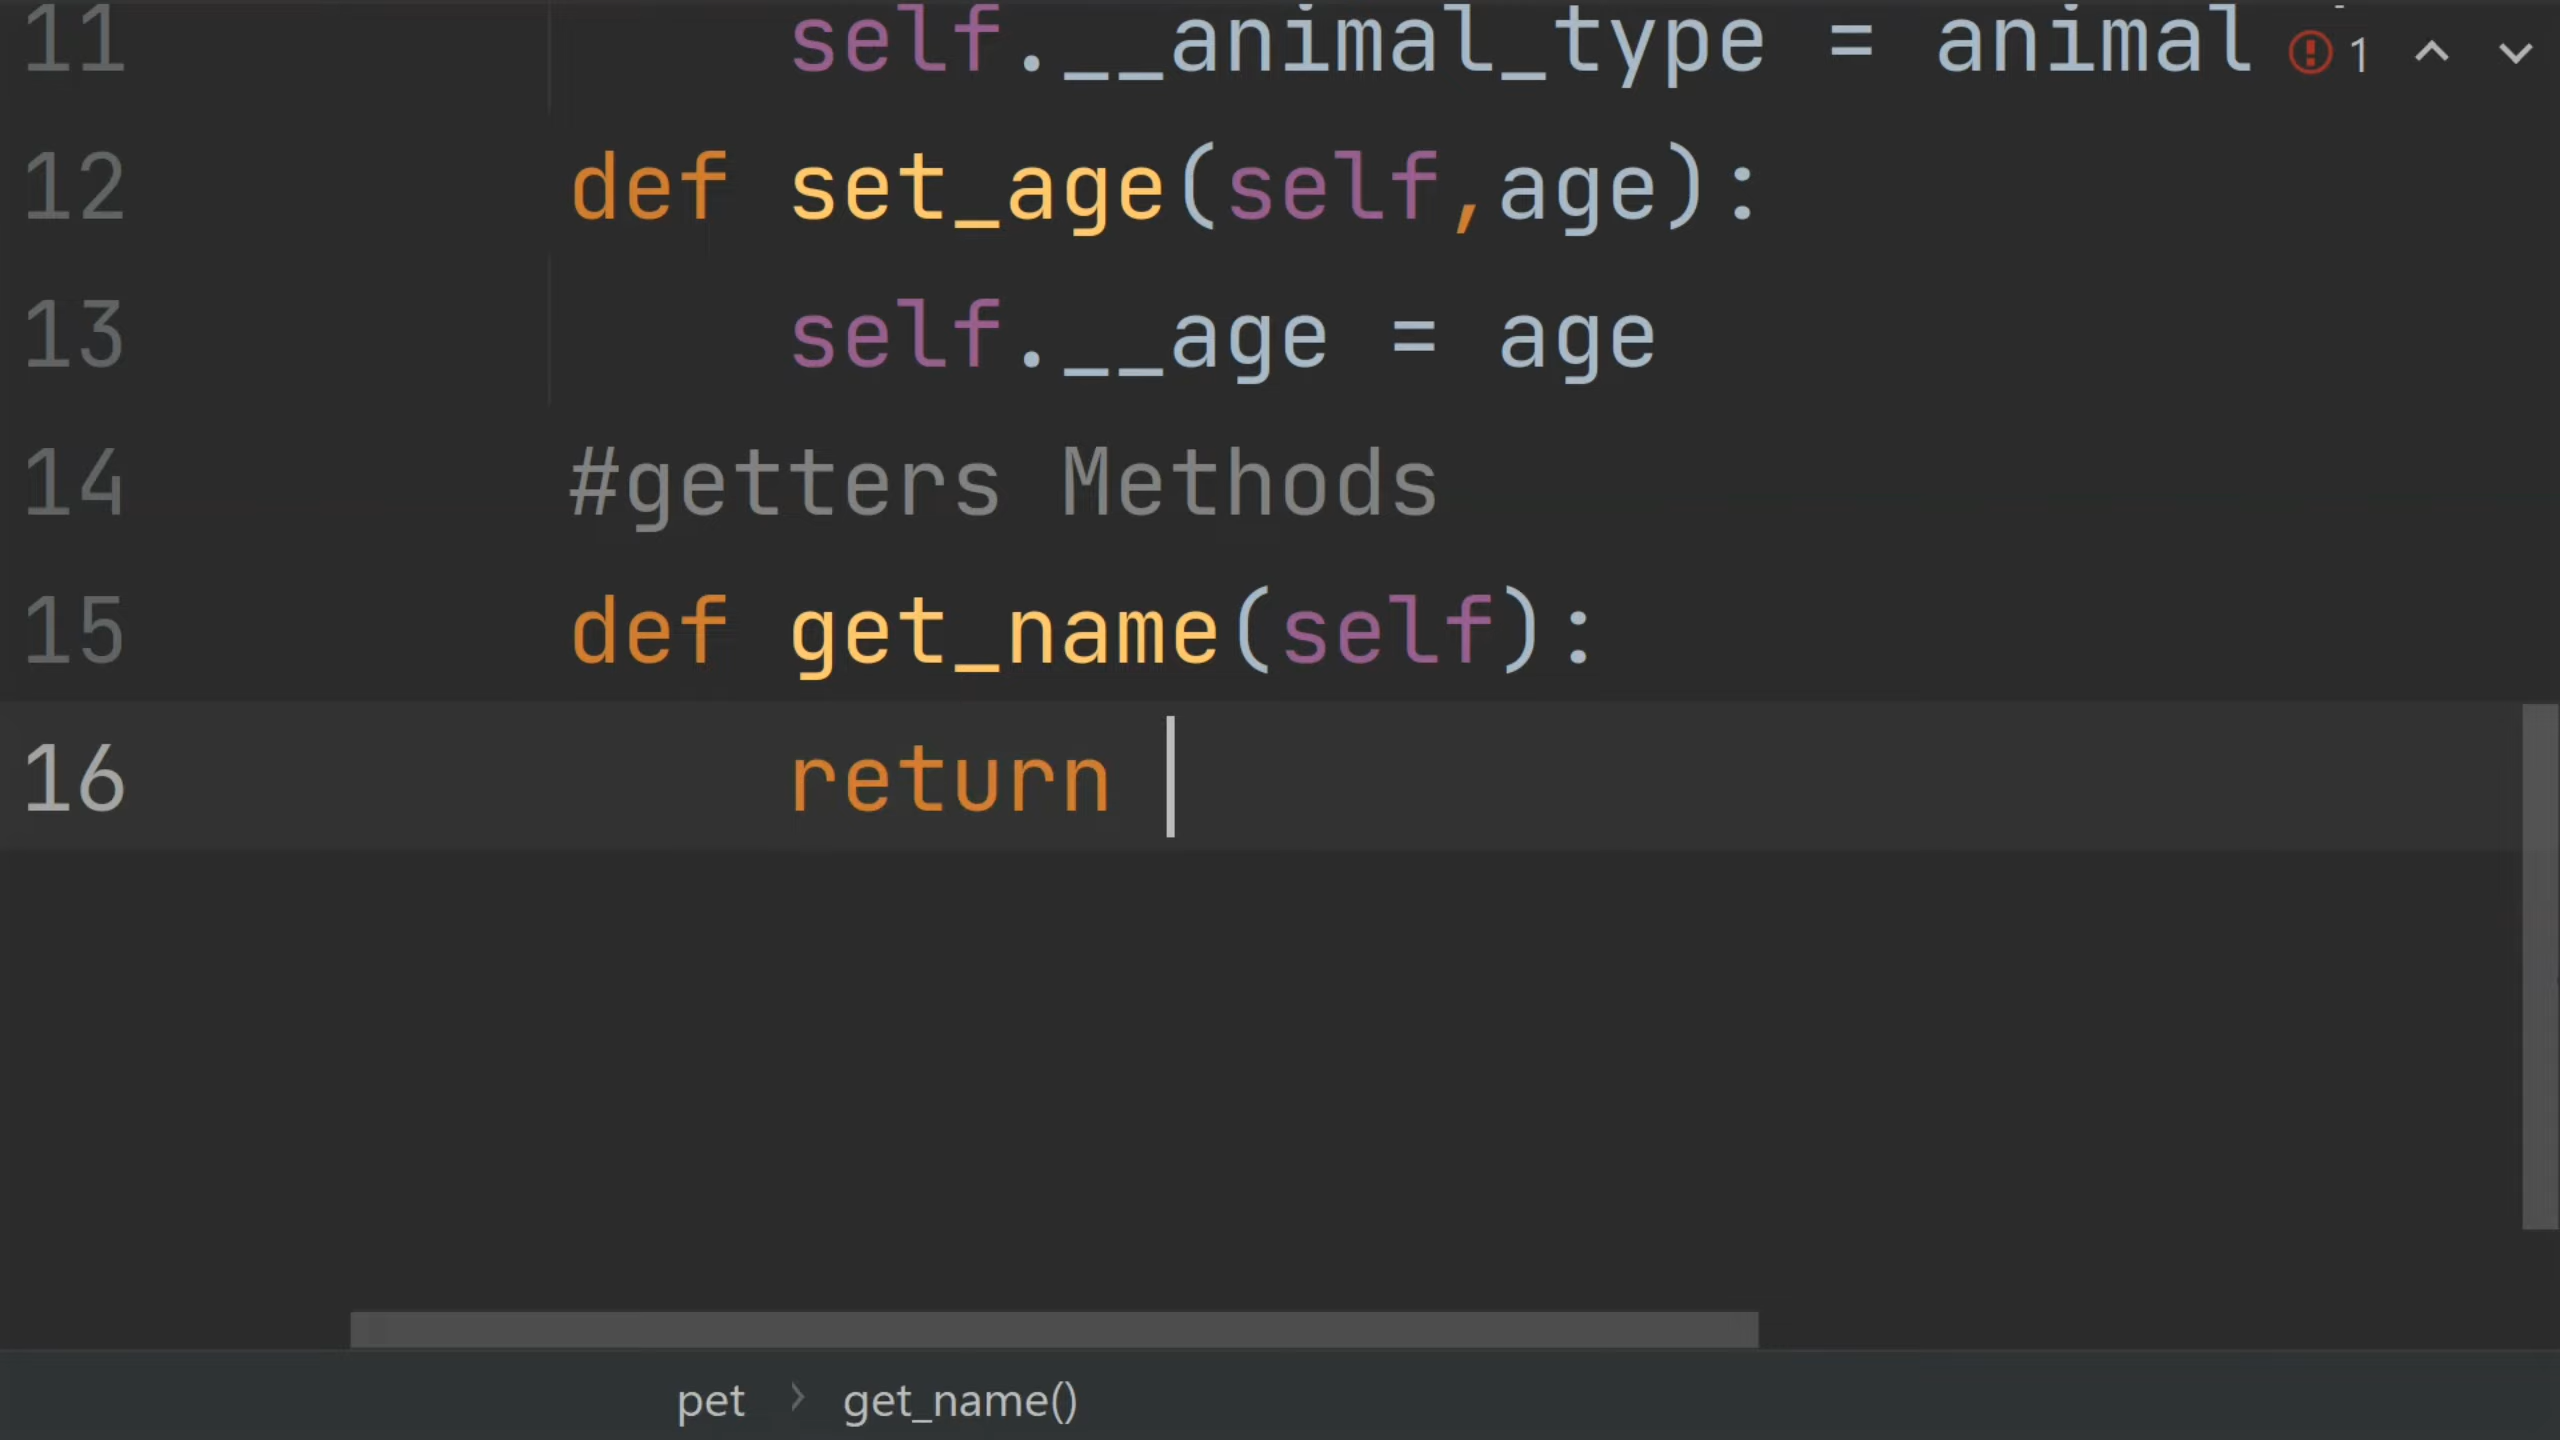 11 self.__animal_type = animal 1
12 def set_age(self,age):
13 self.__age = age
14 #getters Methods
15 def get_name(self):
16 return
pet > get_name()